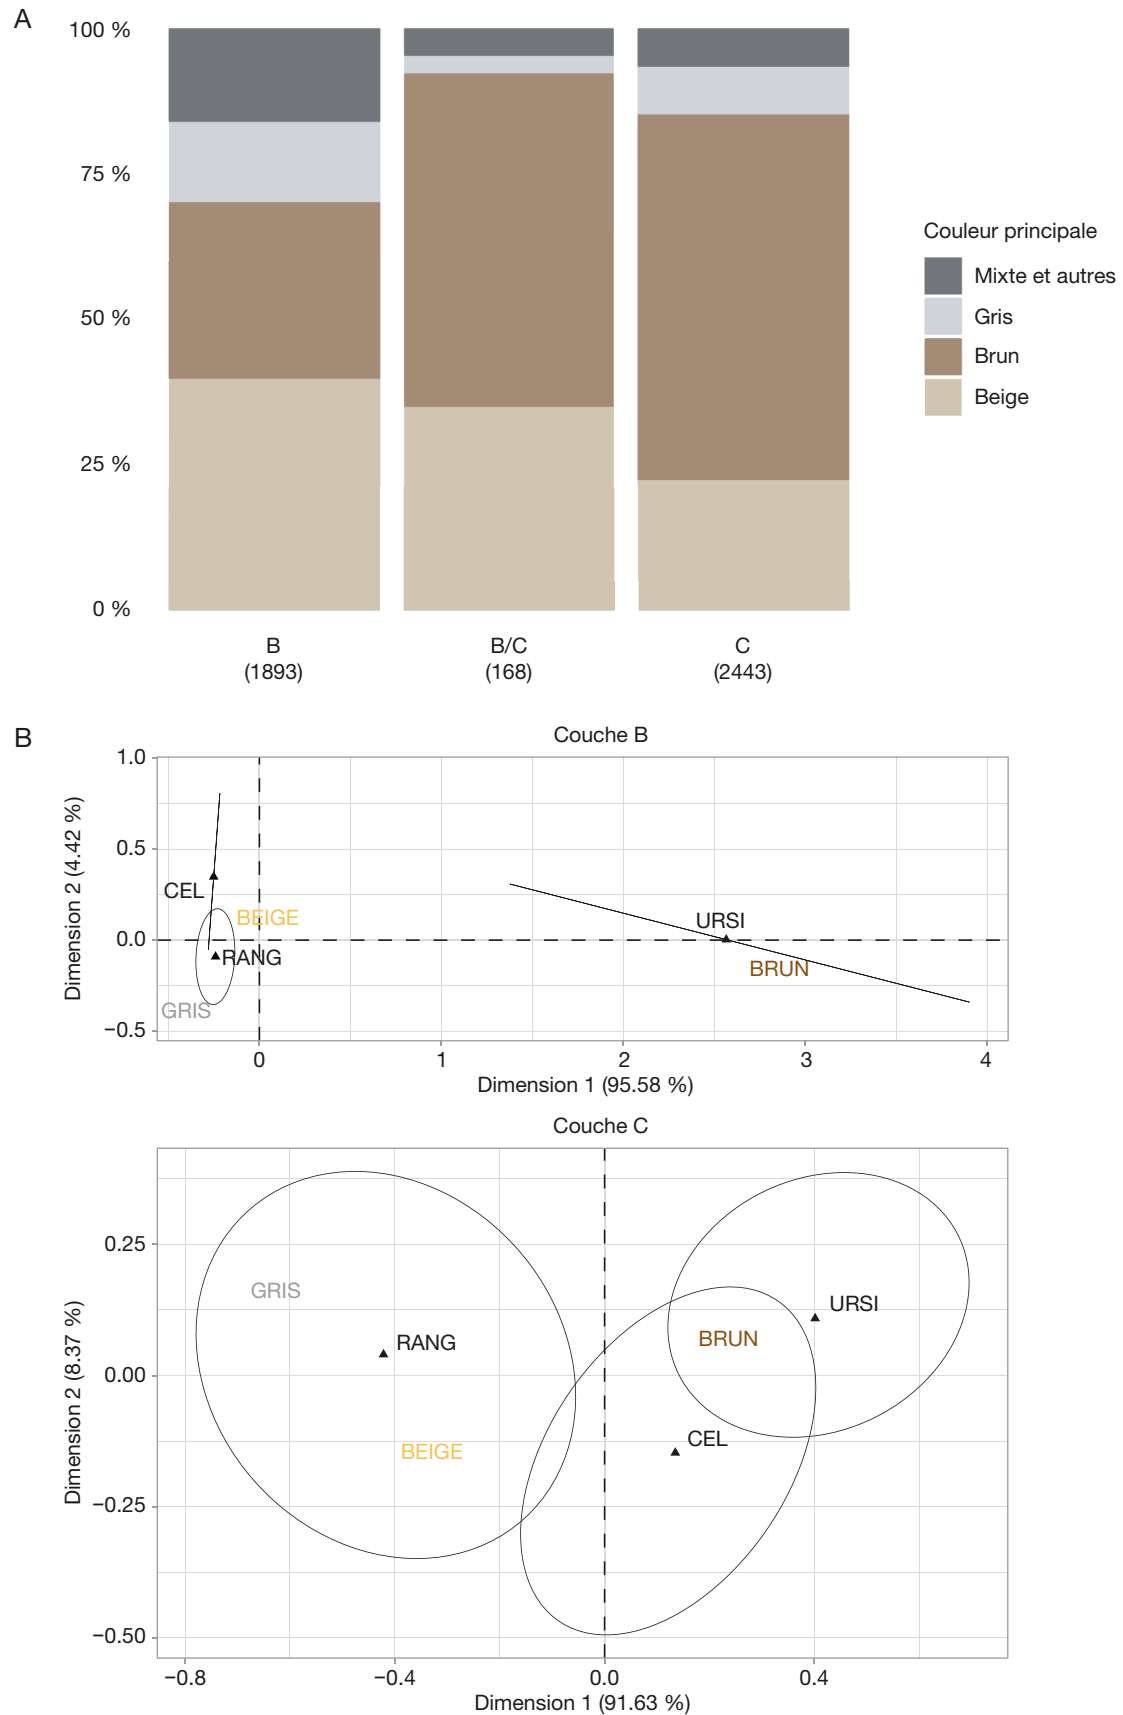 A
100 %
75 %
50 %
25 %
0 %
B
(1893)
B/C
(168)
C
(2443)
Couleur principale
Mixte et autres
Gris
Brun
Beige
B
Couche B
Dimension 2 (4.42 %)
1.0
0.5
0.0
−0.5
CEL
BEIGE
RANG
GRIS
URSI
BRUN
0
1
2
3
4
Dimension 1 (95.58 %)
Couche C
Dimension 2 (8.37 %)
0.25
0.00
−0.25
−0.50
GRIS
RANG
BEIGE
URSI
BRUN
CEL
−0.8
−0.4
0.0
0.4
Dimension 1 (91.63 %)